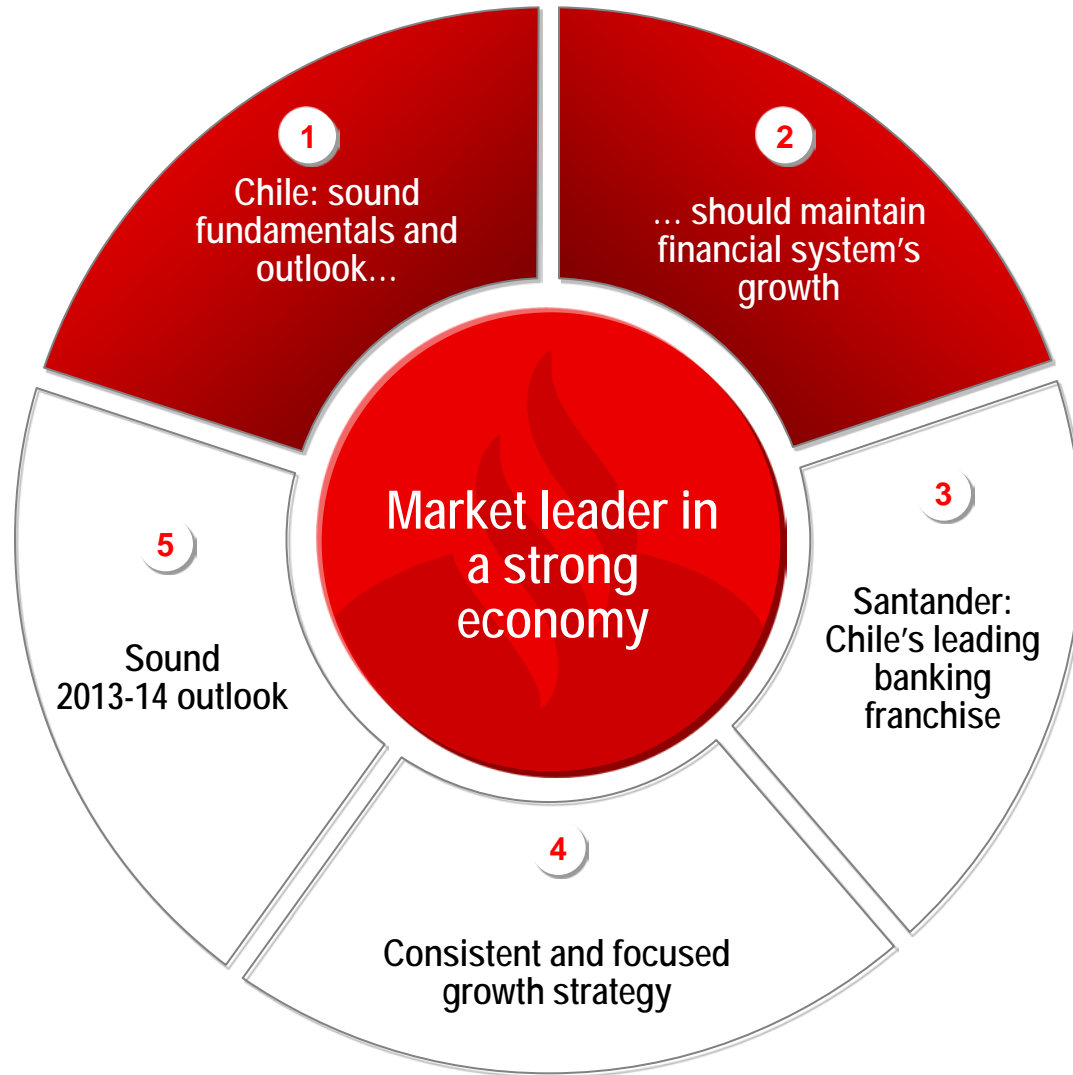 1
Chile: sound
fundamentals and
outlook…
2
… should maintain
financial system’s
growth
3
Santander:
Chile’s leading
banking
franchise
4
Consistent and focused
growth strategy
5
Sound
2013-14 outlook
Market leader in
a strong
economy